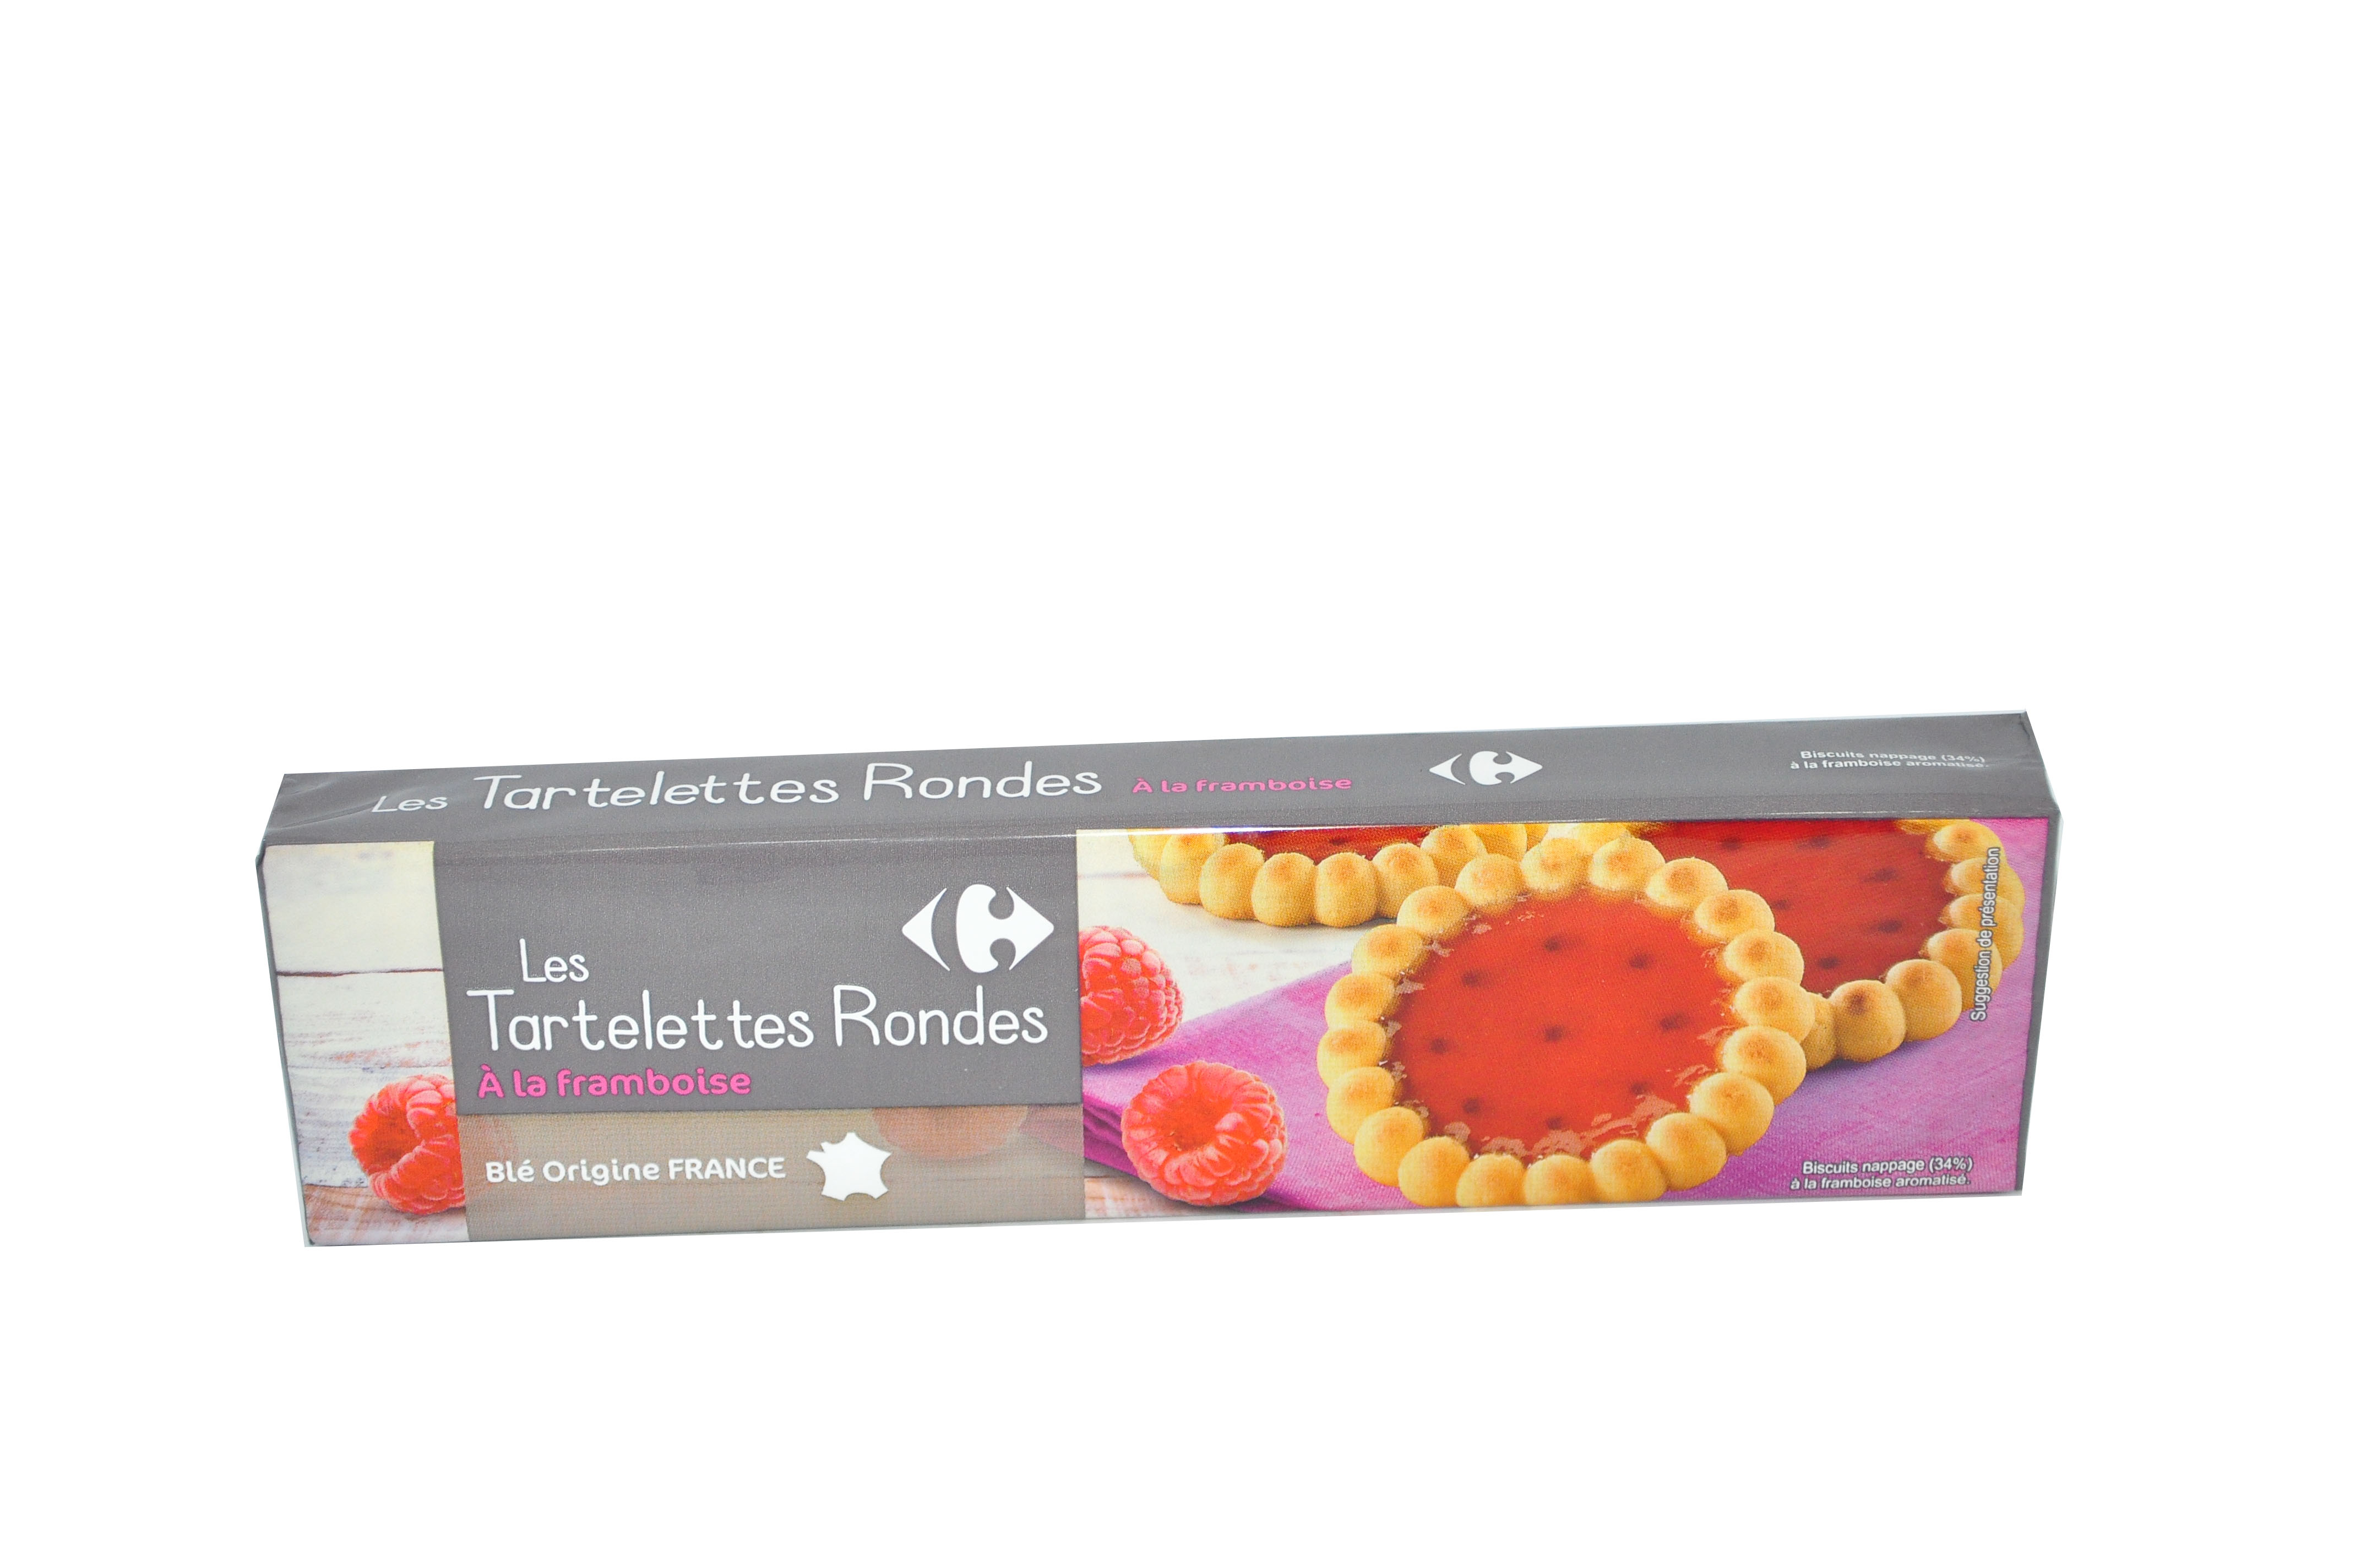 Les Tartelettes Rondes À la framboise
Biscuits nappage (34%)
à la framboise aromatisé.
Les
Tartelettes Rondes
À la framboise
Blé Origine FRANCE
Suggestion de présentation
Biscuits nappage (34%)
à la framboise aromatisé.